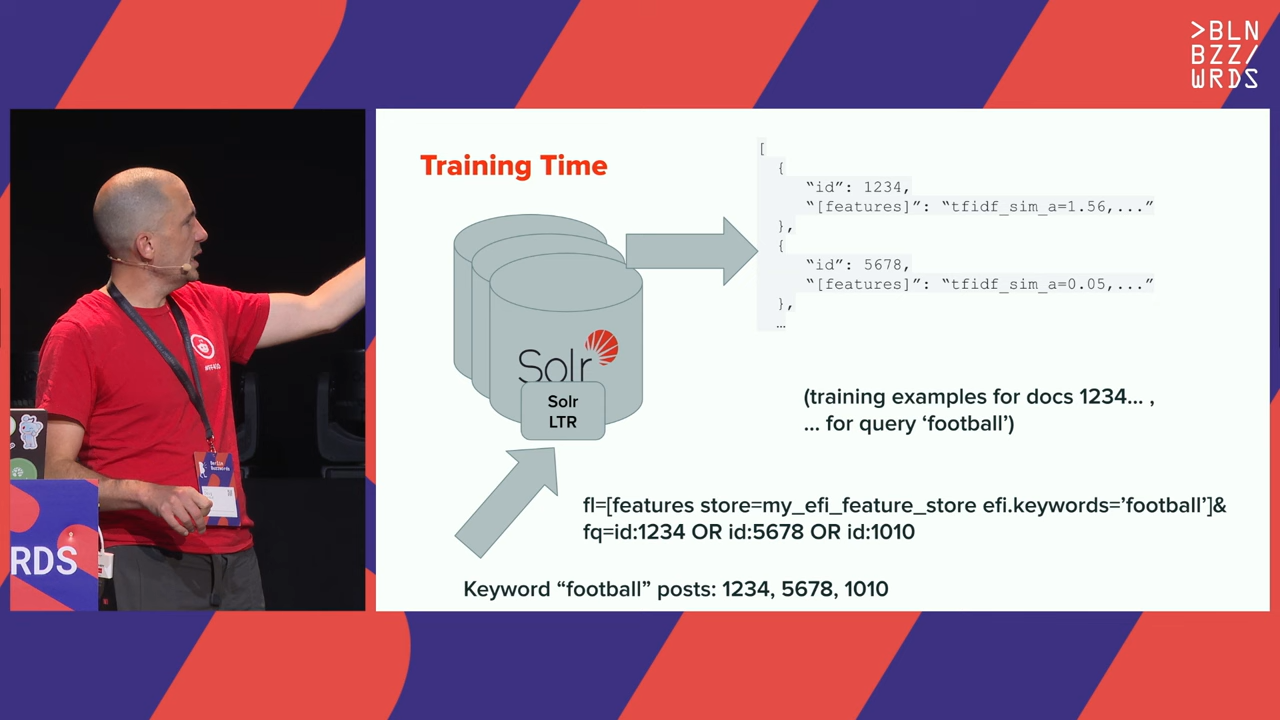 >BLN
BZZ/
WRDS
Training Time
[
{
“id”: 1234,
“[features]”: “tfidf_sim_a=1.56,...”
},
{
“id”: 5678,
“[features]”: “tfidf_sim_a=0.05,...”
},
…
Solr
Solr
LTR
(training examples for docs 1234... ,
... for query ‘football’)
fl=[features store=my_efi_feature_store efi.keywords=’football’]&
fq=id:1234 OR id:5678 OR id:1010
Keyword “football” posts: 1234, 5678, 1010
RDS
Berlin
Buzzwords